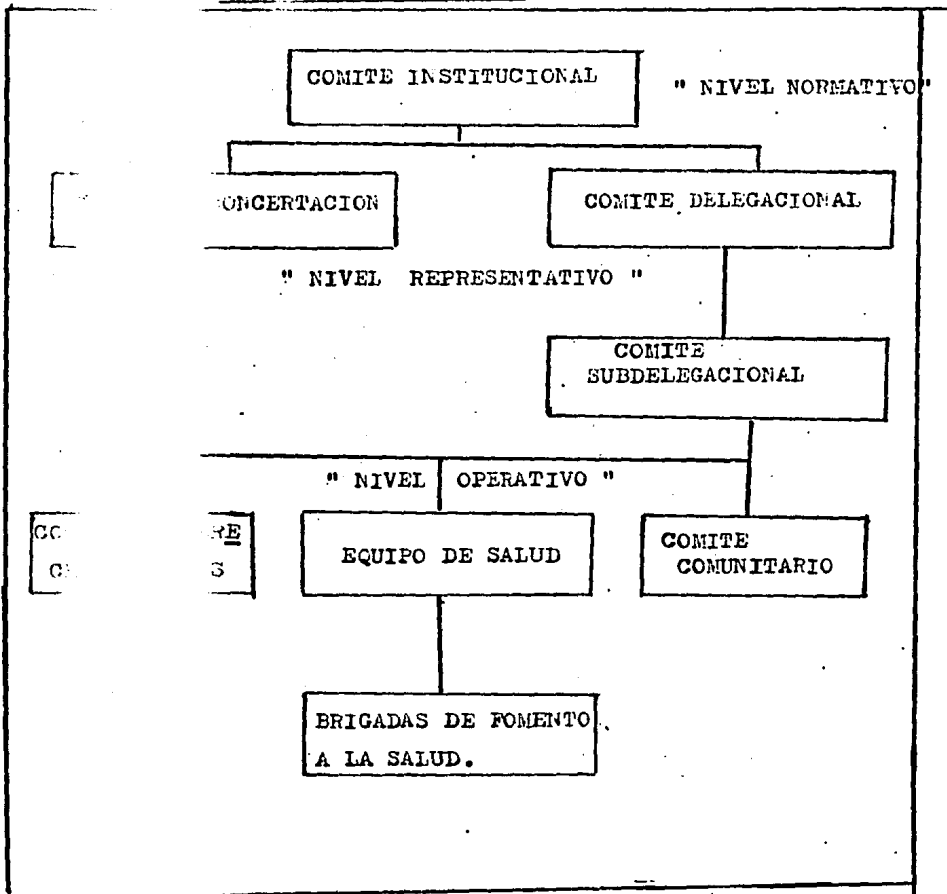 COMITE INSTITUCIONAL
" NIVEL NORMATIVO"
ONCERTACION
COMITE DELEGACIONAL
" NIVEL REPRESENTATIVO "
COMITE
SUBDELEGACIONAL
" NIVEL OPERATIVO "
EQUIPO DE SALUD
COMITE
COMUNITARIO
BRIGADAS DE FOMENTO
A LA SALUD.